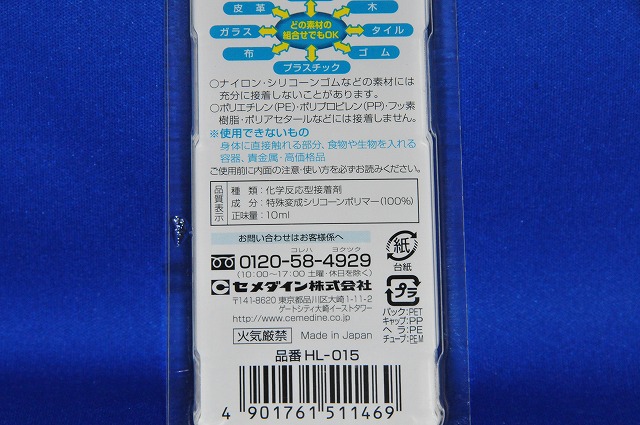 皮革
木
ガラス
どの素材の
組合せでもOK
タイル
布
ゴム
プラスチック
○ナイロン・シリコーンゴムなどの素材には
充分に接着しないことがあります。
○ポリエチレン(PE)・ポリプロピレン(PP)・フッ素
樹脂・ポリアセタールなどには接着しません。
※使用できないもの
身体に直接触れる部分、食物や生物を入れる
容器、貴金属・高価格品
ご使用前に内面の注意・使い方を必ずお読みください。
品質表示
種類:化学反応型接着剤
成分:特殊変成シリコーンポリマー(100%)
正味量:10ml
お問い合わせはお客様係へ
コレハ ヨクツク
0120-58-4929
(10:00~17:00 土曜・休日を除く)
セメダイン株式会社
〒141-8620 東京都品川区大崎1-11-2
ゲートシティ大崎イーストタワー
http://www.cemedine.co.jp/
紙
台紙
プラ
パック:PET
キャップ:PP
ヘラ:PE
チューブ:PE,M
火気厳禁
Made in Japan
品番 HL-015
4 901761 511469